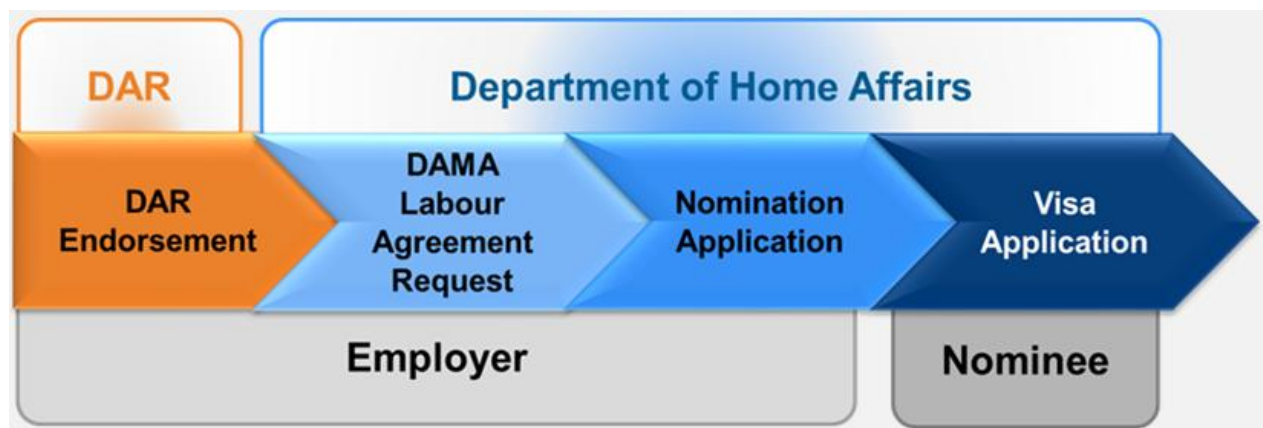 DAR
Department of Home Affairs
DAR
Endorsement
DAMA
Labour
Agreement
Request
Nomination
Application
Visa
Application
Employer
Nominee